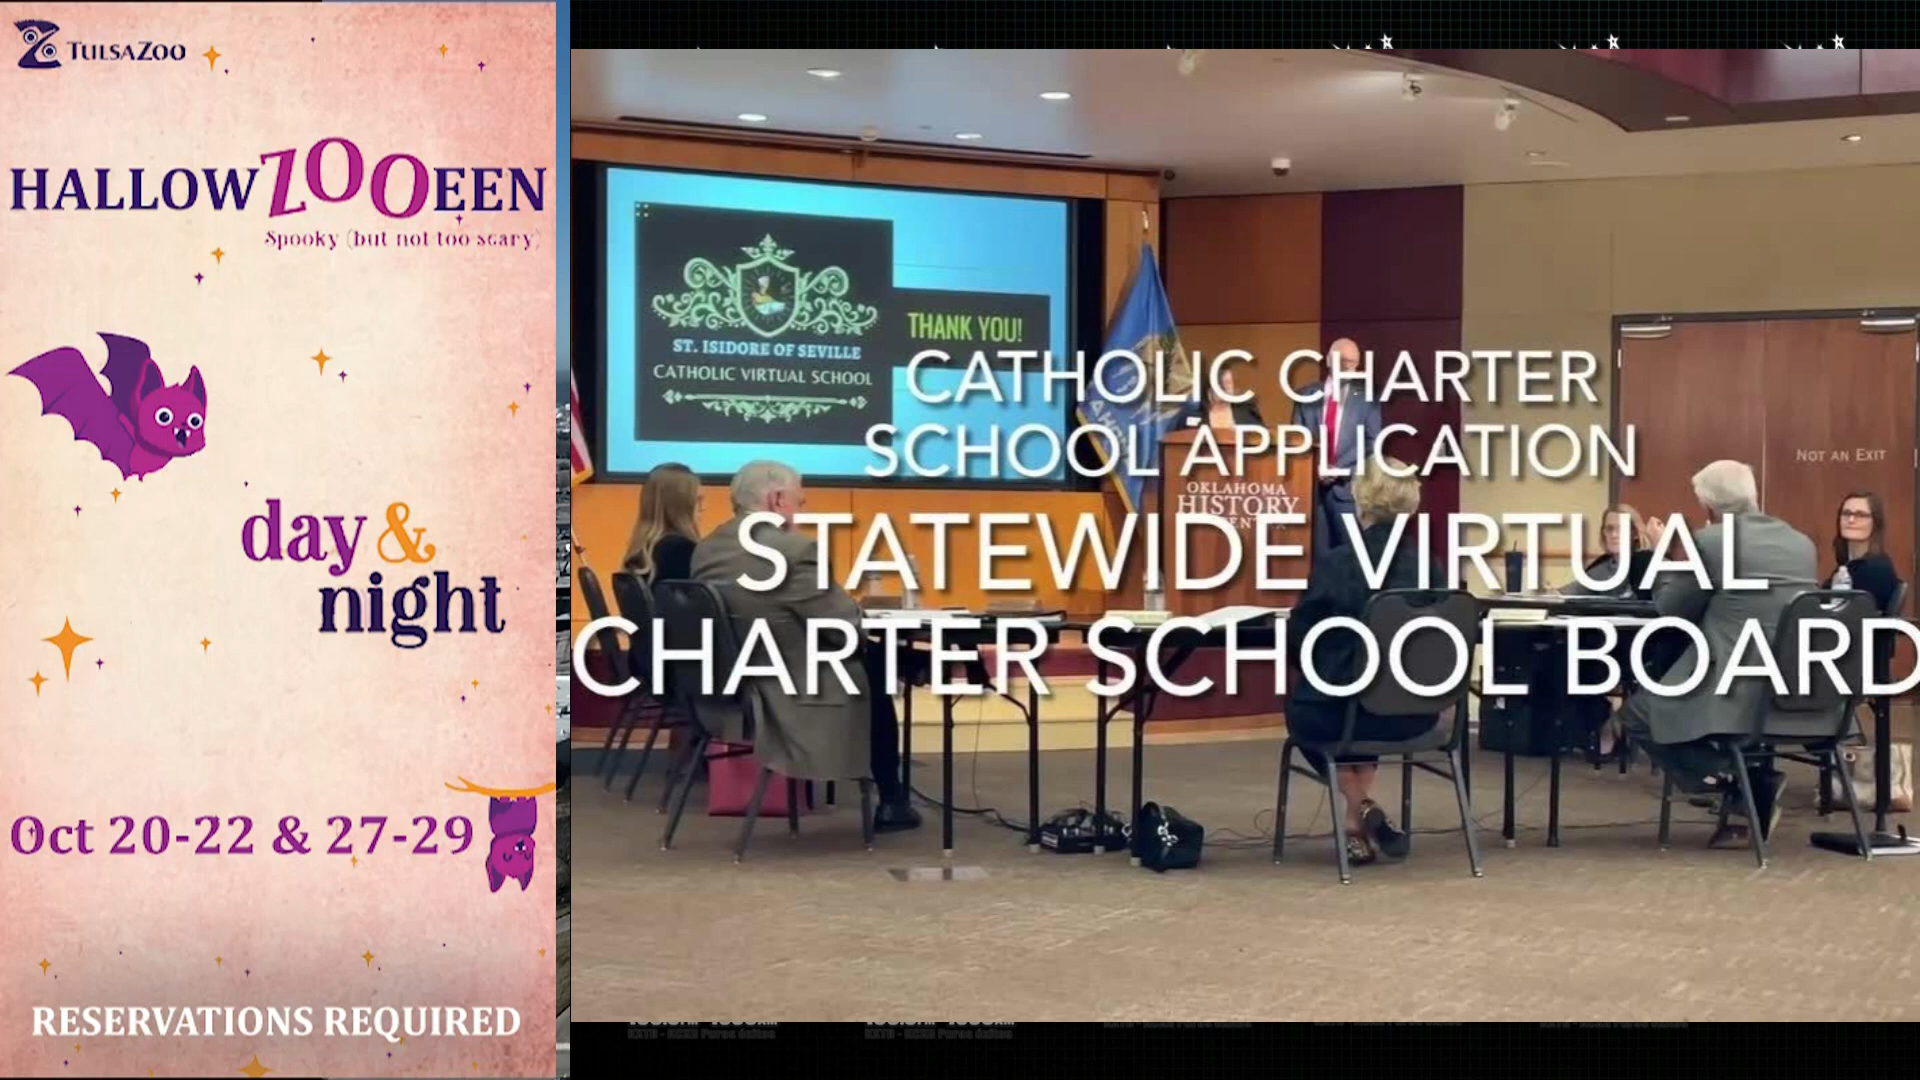 TULSAZOO
HALLOWZOOEEN
Spooky (but not too scary)
day &
night
Oct 20-22 & 27-29
RESERVATIONS REQUIRED
ST. ISIDORE OF SEVILLE
CATHOLIC VIRTUAL SCHOOL
THANK YOU!
CATHOLIC CHARTER
SCHOOL APPLICATION
STATEWIDE VIRTUAL
CHARTER SCHOOL BOARD
OKLAHOMA
HISTORY
NOT AN EXIT